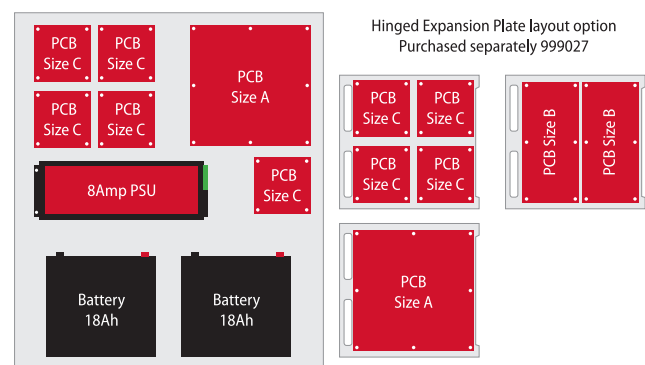 Hinged Expansion Plate layout option
Purchased separately 999027
PCB
Size C
PCB
Size C
PCB
Size A
PCB
Size C
PCB
Size C
8Amp PSU
PCB
Size C
Battery
18Ah
Battery
18Ah
PCB
Size C
PCB
Size C
PCB
Size C
PCB
Size C
PCB Size B
PCB Size B
PCB
Size A